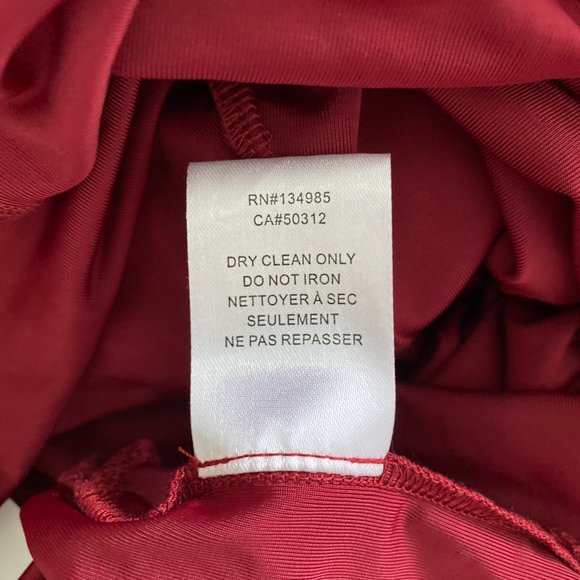 RN#134985
CA#50312
DRY CLEAN ONLY
DO NOT IRON
NETTOYER À SEC
SEULEMENT
NE PAS REPASSER